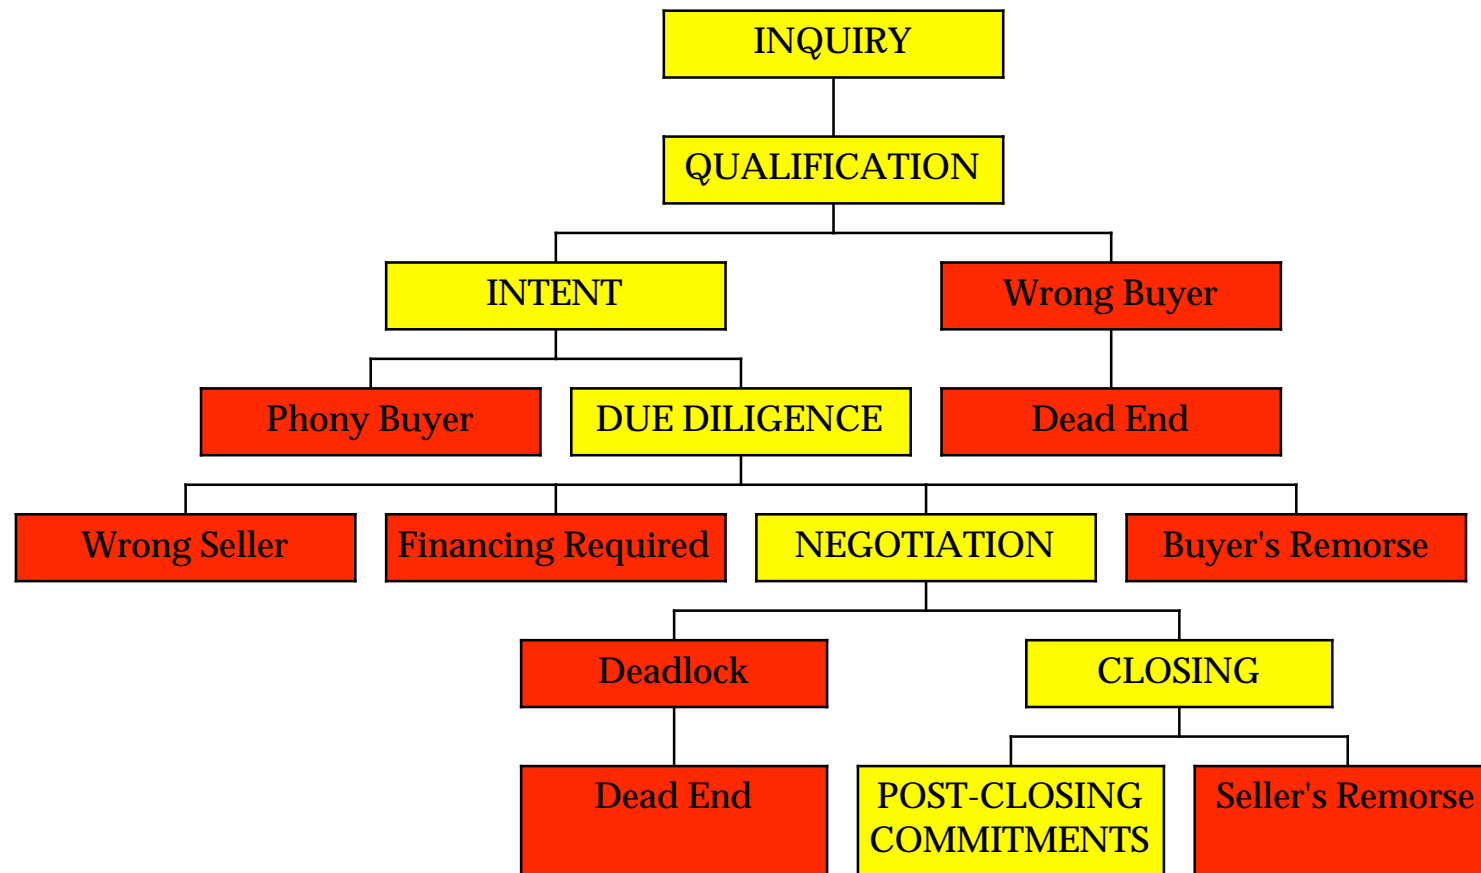 INQUIRY
QUALIFICATION
INTENT
Wrong Buyer
Phony Buyer
DUE DILIGENCE
Dead End
Wrong Seller
Financing Required
NEGOTIATION
Buyer's Remorse
Deadlock
CLOSING
Dead End
POST-CLOSING
COMMITMENTS
Seller's Remorse